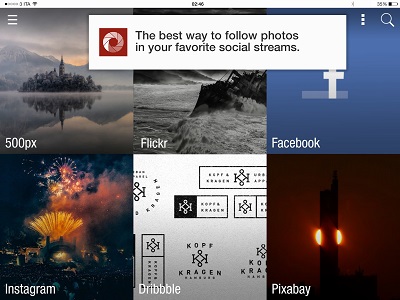 3 ITA
02:46
35%
The best way to follow photos
in your favorite social streams.
500px
Flickr
Facebook
URBAN
APPAREL
KOPF &
KRAGEN
KOPF &
KRAGEN
KOPF
KRAGEN
HAMBURG
Instagram
Dribbble
Pixabay